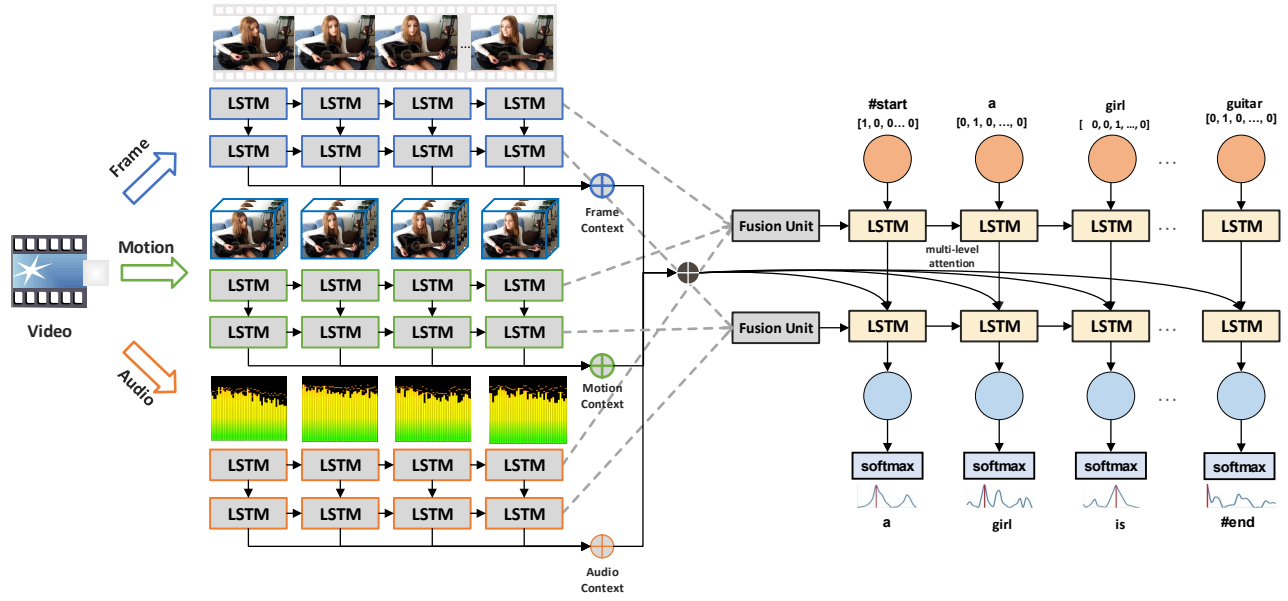 ...
LSTM LSTM LSTM LSTM
LSTM LSTM LSTM LSTM
Frame
Frame
Context
Motion
Video
LSTM LSTM LSTM LSTM
LSTM LSTM LSTM LSTM
Motion
Context
Audio
LSTM LSTM LSTM LSTM
LSTM LSTM LSTM LSTM
Audio
Context
#start a girl guitar
[1, 0, 0... 0] [0, 1, 0, ..., 0] [ 0, 0, 1, ..., 0] [0, 1, 0, ..., 0]
...
Fusion Unit LSTM LSTM LSTM ... LSTM
multi-level
attention
Fusion Unit LSTM LSTM LSTM ... LSTM
...
softmax softmax softmax softmax
a girl is #end